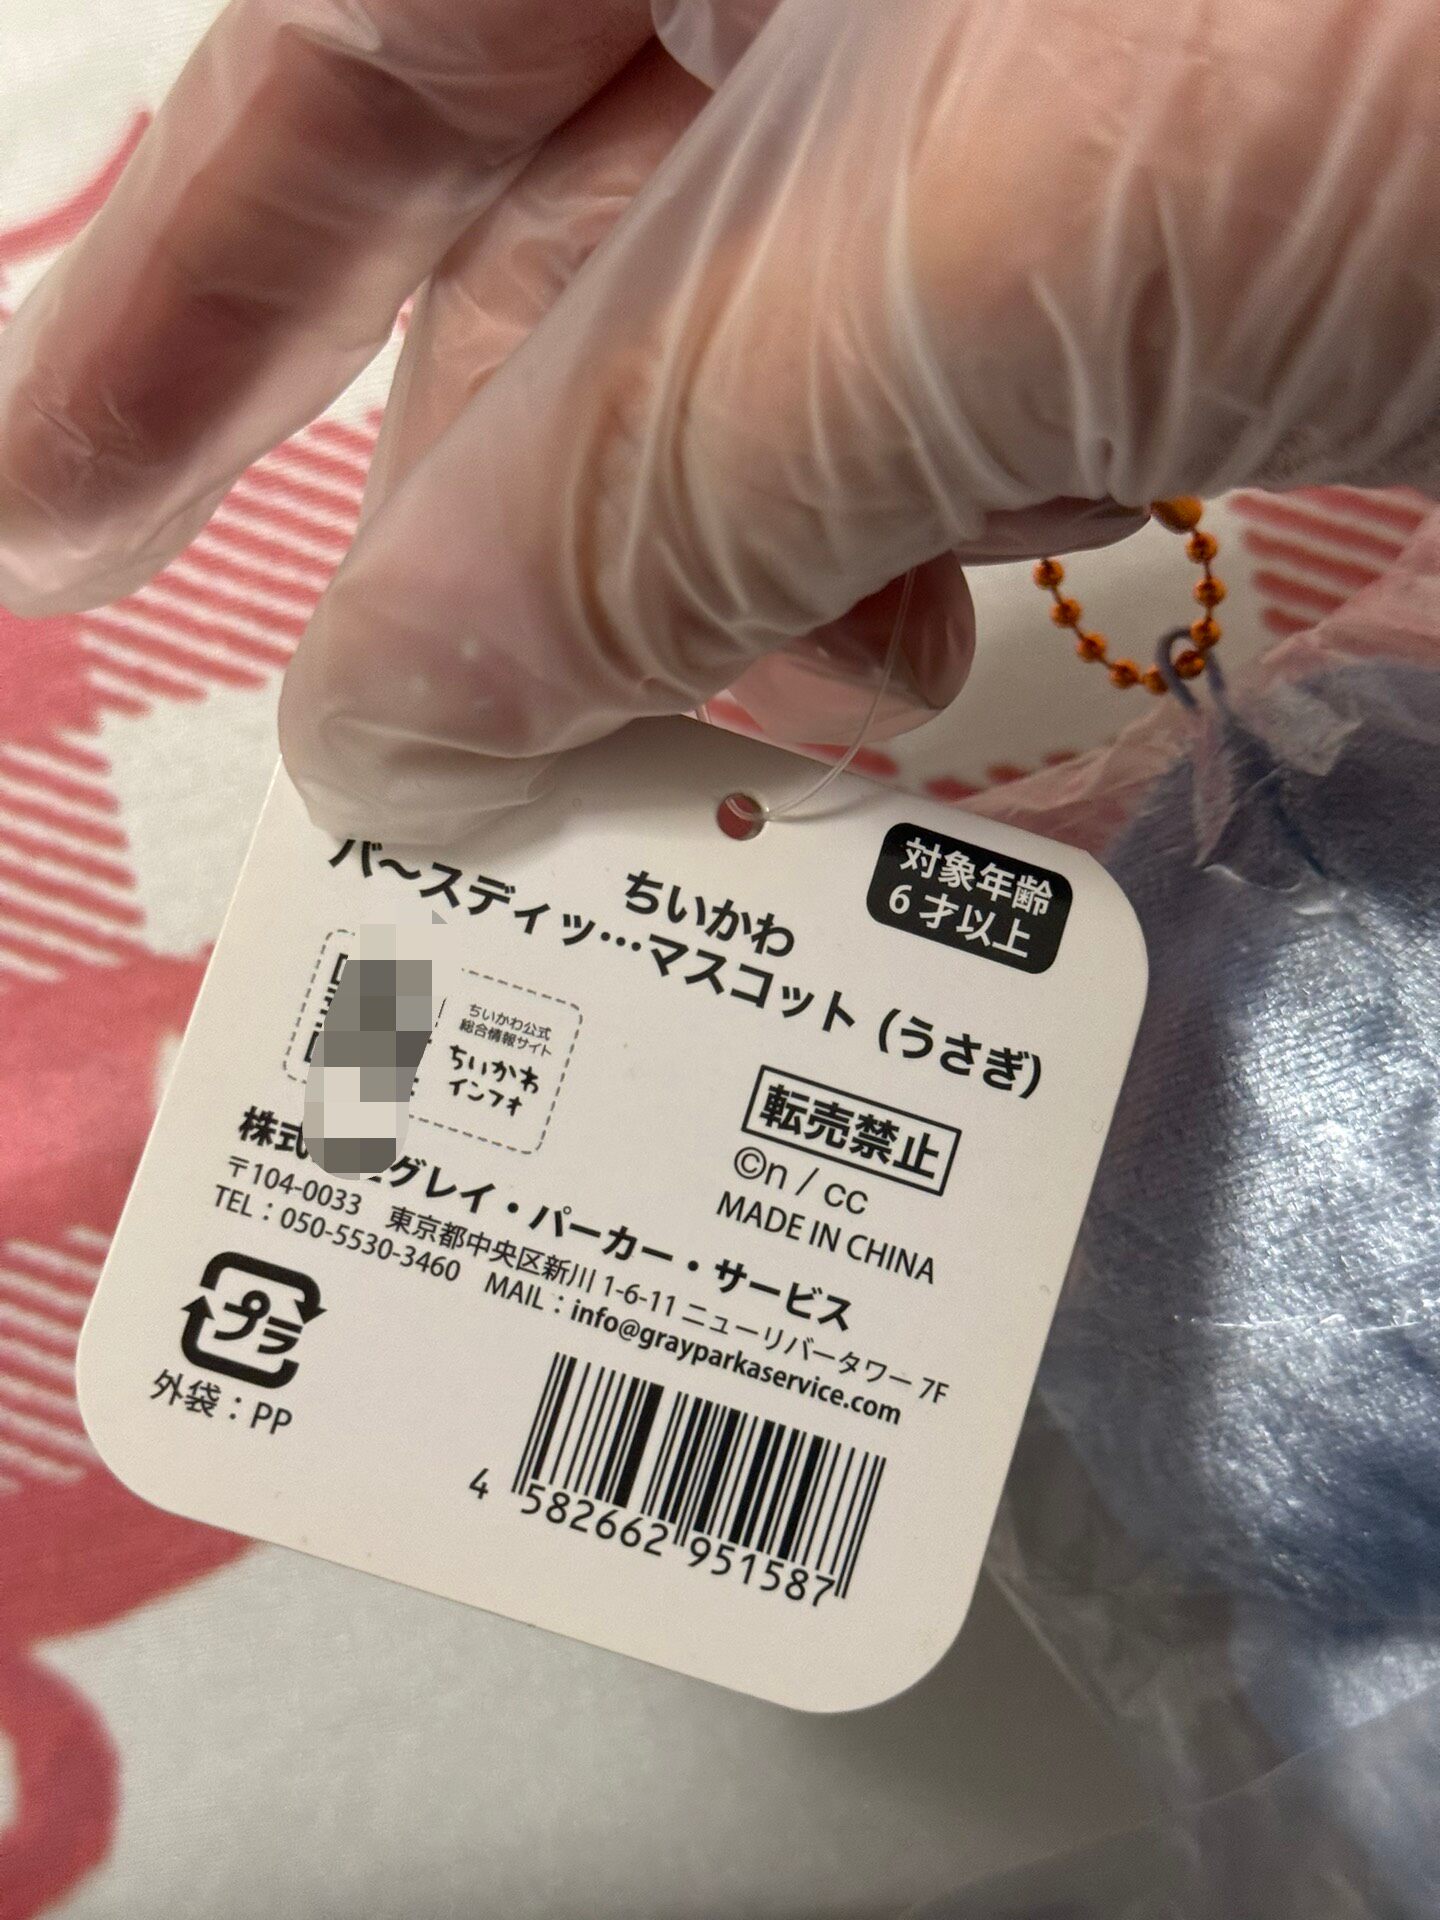 ちいかわ
バ〜スディッ…マスコット（うさぎ）
対象年齢
6才以上
ちいかわ公式
総合情報サイト
ちいかわ
インフォ
転売禁止
©n / cc
MADE IN CHINA
株式 グレイ・パーカー・サービス
〒104-0033 東京都中央区新川 1-6-11 ニューリバータワー 7F
TEL：050-5530-3460 MAIL：info@grayparkaservice.com
プラ
外袋：PP
4 582662 951587